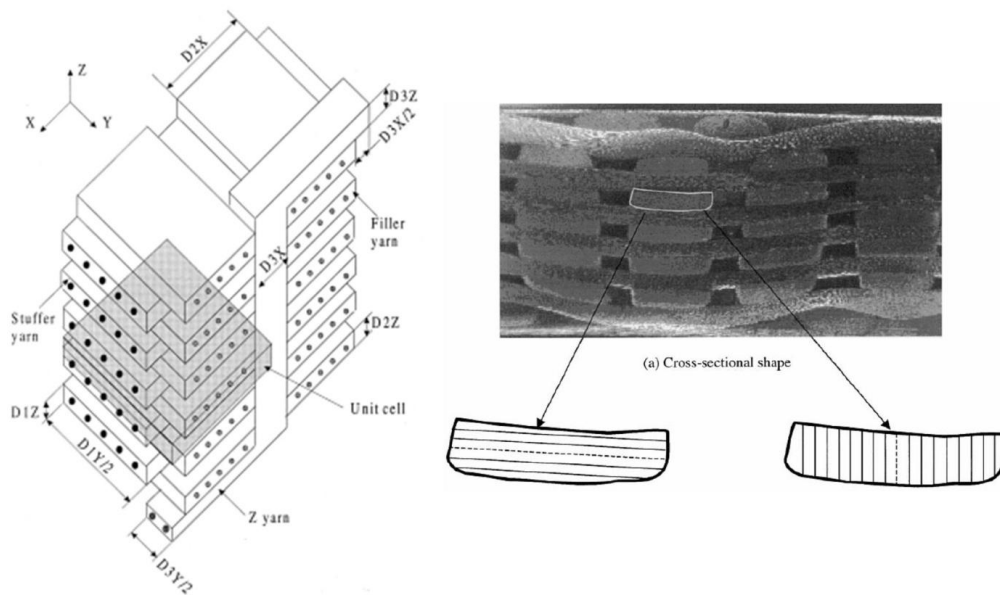 D2X
Z
X
Y
D3Z
D3X/2
Filler
yarn
D3X
Stuffer
yarn
D2Z
Unit cell
D1Z
D1Y/2
Z yarn
D3Y/2
(a) Cross-sectional shape